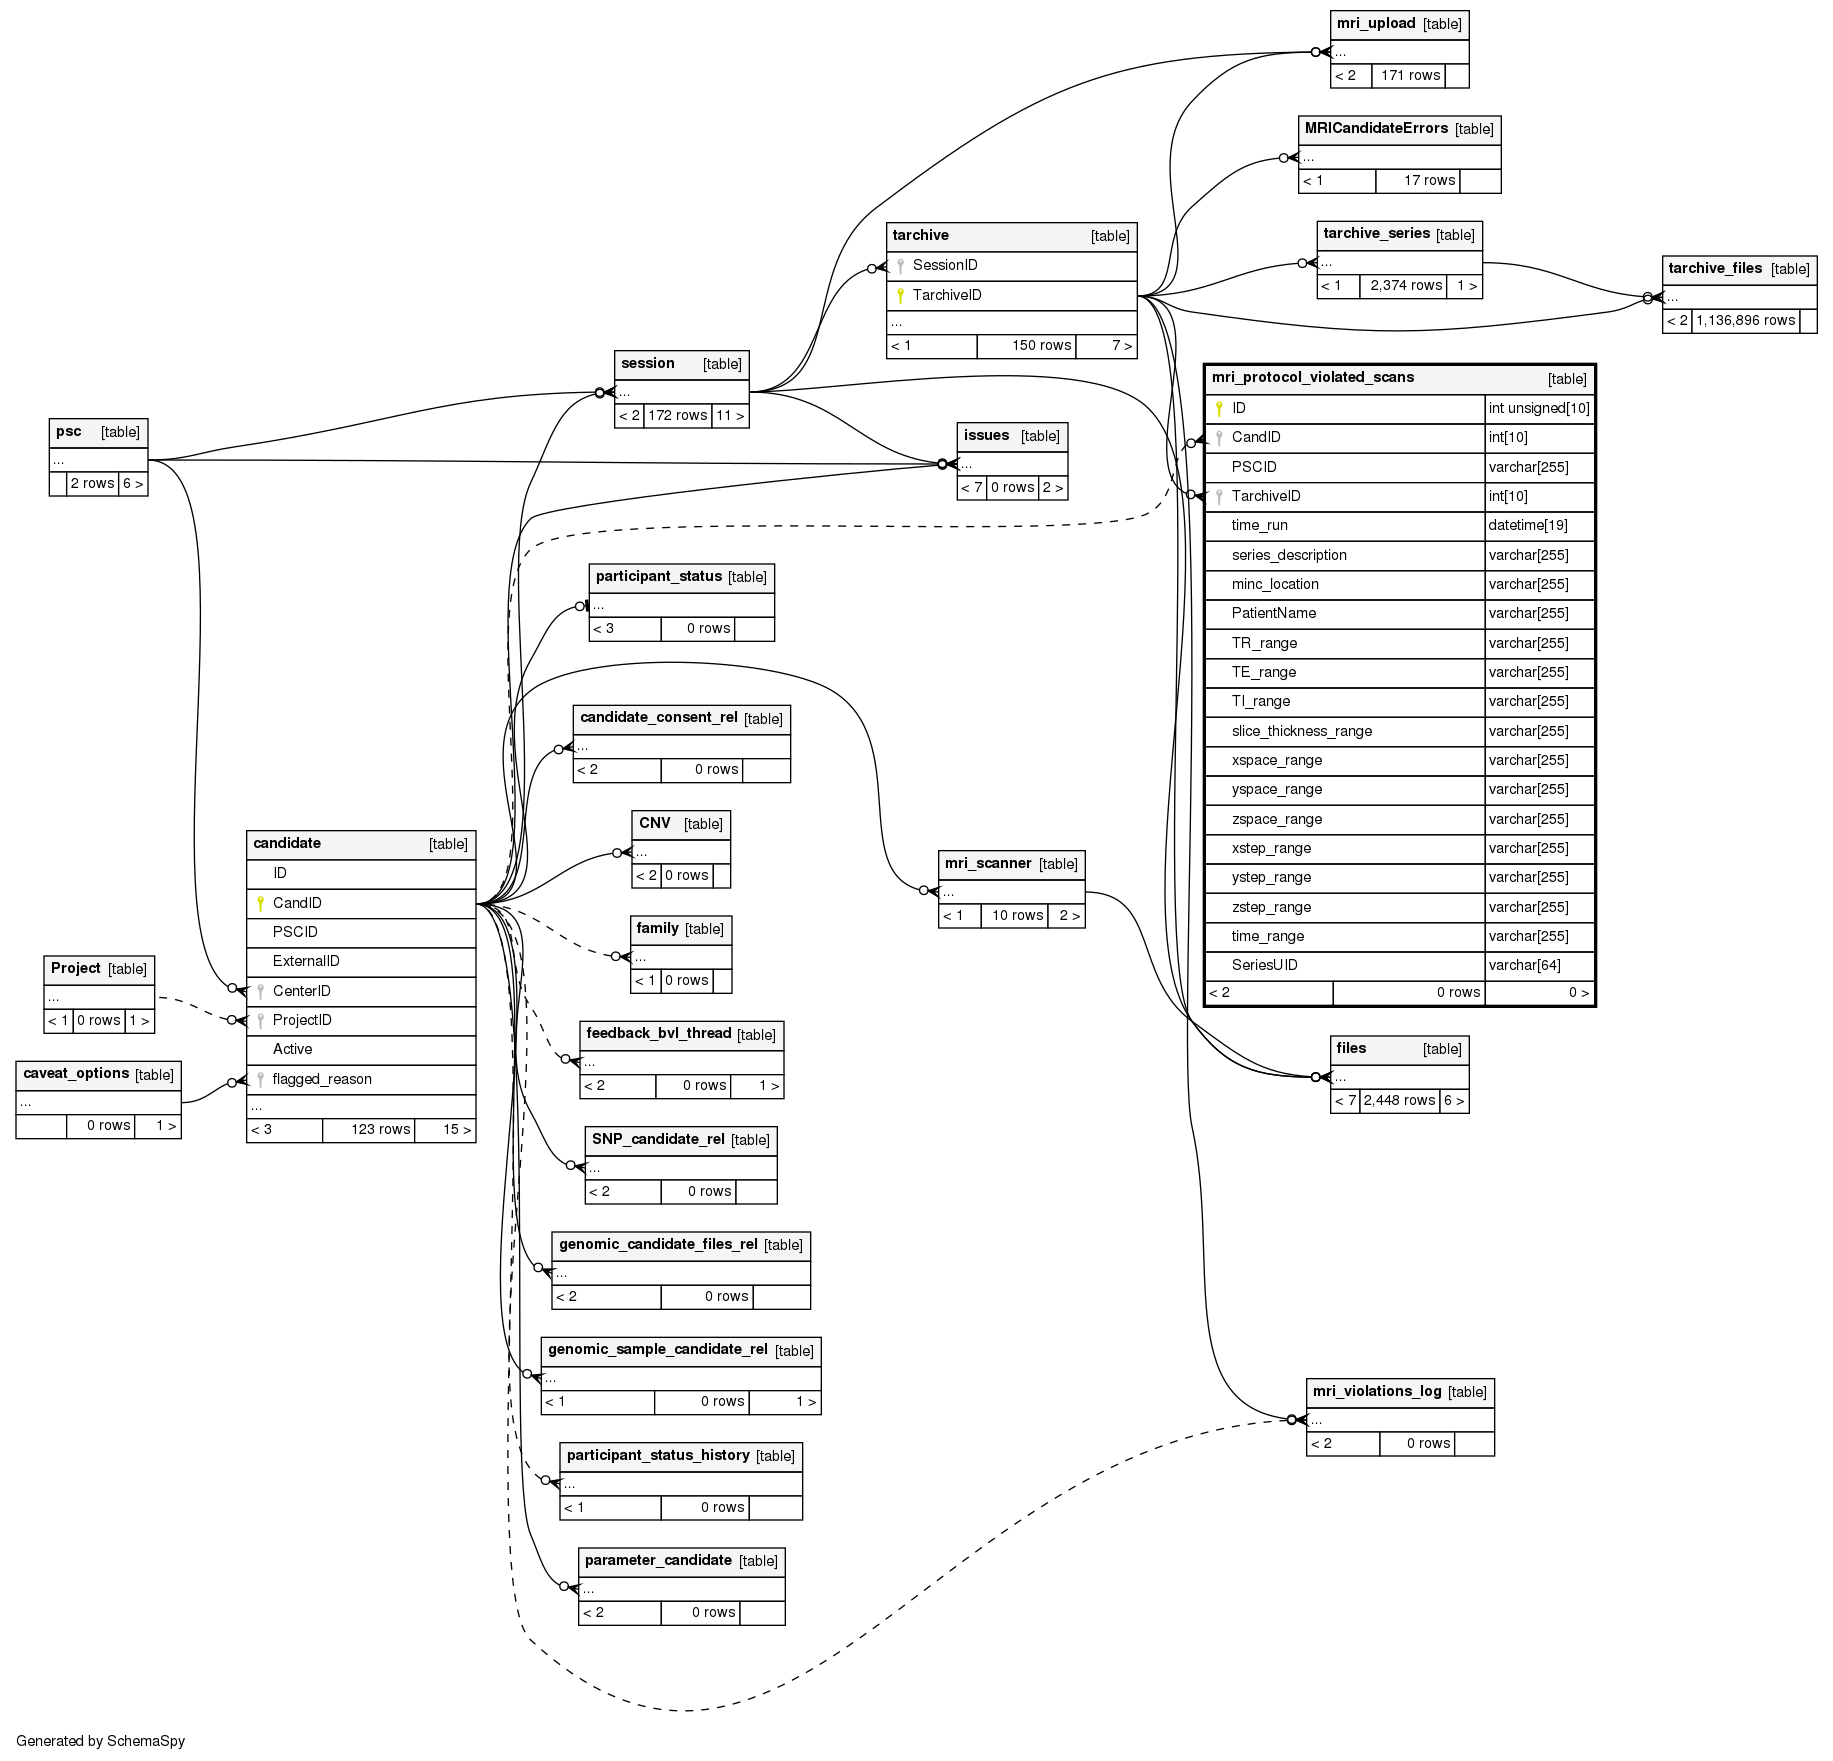 mri_upload [table]
...
< 2 171 rows
MRICandidateErrors [table]
...
< 1 17 rows
tarchive [table]
SessionID
TarchiveID
...
< 1 150 rows 7 >
tarchive_series [table]
...
< 1 2,374 rows 1 >
tarchive_files [table]
...
< 2 1,136,896 rows
session [table]
...
< 2 172 rows 11 >
mri_protocol_violated_scans [table]
ID int unsigned[10]
CandID int[10]
PSCID varchar[255]
TarchiveID int[10]
time_run datetime[19]
series_description varchar[255]
minc_location varchar[255]
PatientName varchar[255]
TR_range varchar[255]
TE_range varchar[255]
TI_range varchar[255]
slice_thickness_range varchar[255]
xspace_range varchar[255]
yspace_range varchar[255]
zspace_range varchar[255]
xstep_range varchar[255]
ystep_range varchar[255]
zstep_range varchar[255]
time_range varchar[255]
SeriesUID varchar[64]
< 2 0 rows 0 >
psc [table]
...
2 rows 6 >
issues [table]
...
< 7 0 rows 2 >
participant_status [table]
...
< 3 0 rows
candidate_consent_rel [table]
...
< 2 0 rows
CNV [table]
...
< 2 0 rows
candidate [table]
ID
CandID
PSCID
ExternalID
CenterID
ProjectID
Active
flagged_reason
...
< 3 123 rows 15 >
mri_scanner [table]
...
< 1 10 rows 2 >
family [table]
...
< 1 0 rows
Project [table]
...
< 1 0 rows 1 >
caveat_options [table]
...
0 rows 1 >
feedback_bvl_thread [table]
...
< 2 0 rows 1 >
files [table]
...
< 7 2,448 rows 6 >
SNP_candidate_rel [table]
...
< 2 0 rows
genomic_candidate_files_rel [table]
...
< 2 0 rows
genomic_sample_candidate_rel [table]
...
< 1 0 rows 1 >
mri_violations_log [table]
...
< 2 0 rows
participant_status_history [table]
...
< 1 0 rows
parameter_candidate [table]
...
< 2 0 rows
Generated by SchemaSpy